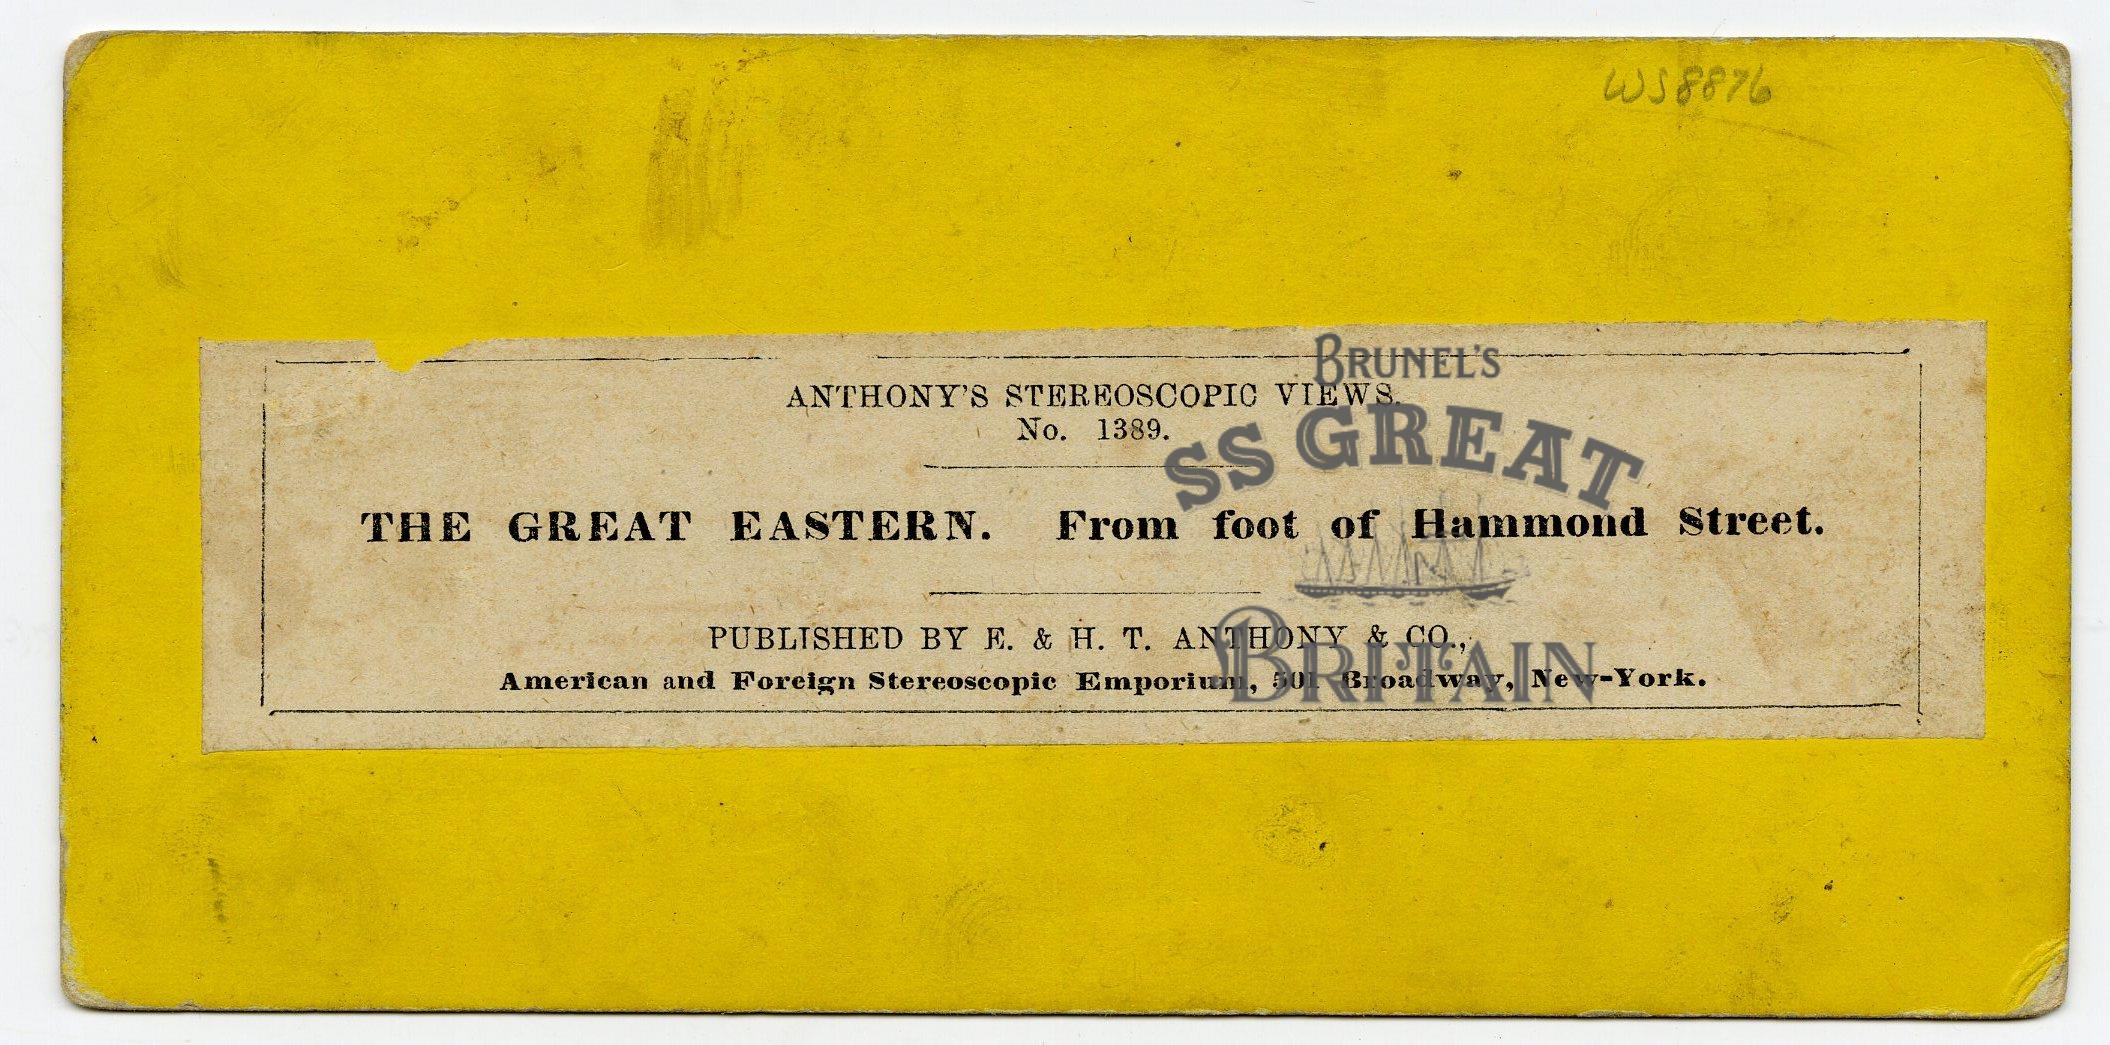 WS8876
ANTHONY'S STEREOSCOPIC VIEWS.
No. 1389.
THE GREAT EASTERN. From foot of Hammond Street.
PUBLISHED BY E. & H. T. ANTHONY & CO.,
American and Foreign Stereoscopic Emporium, 501 Broadway, New-York.
BRUNEL'S
SS GREAT
BRITAIN